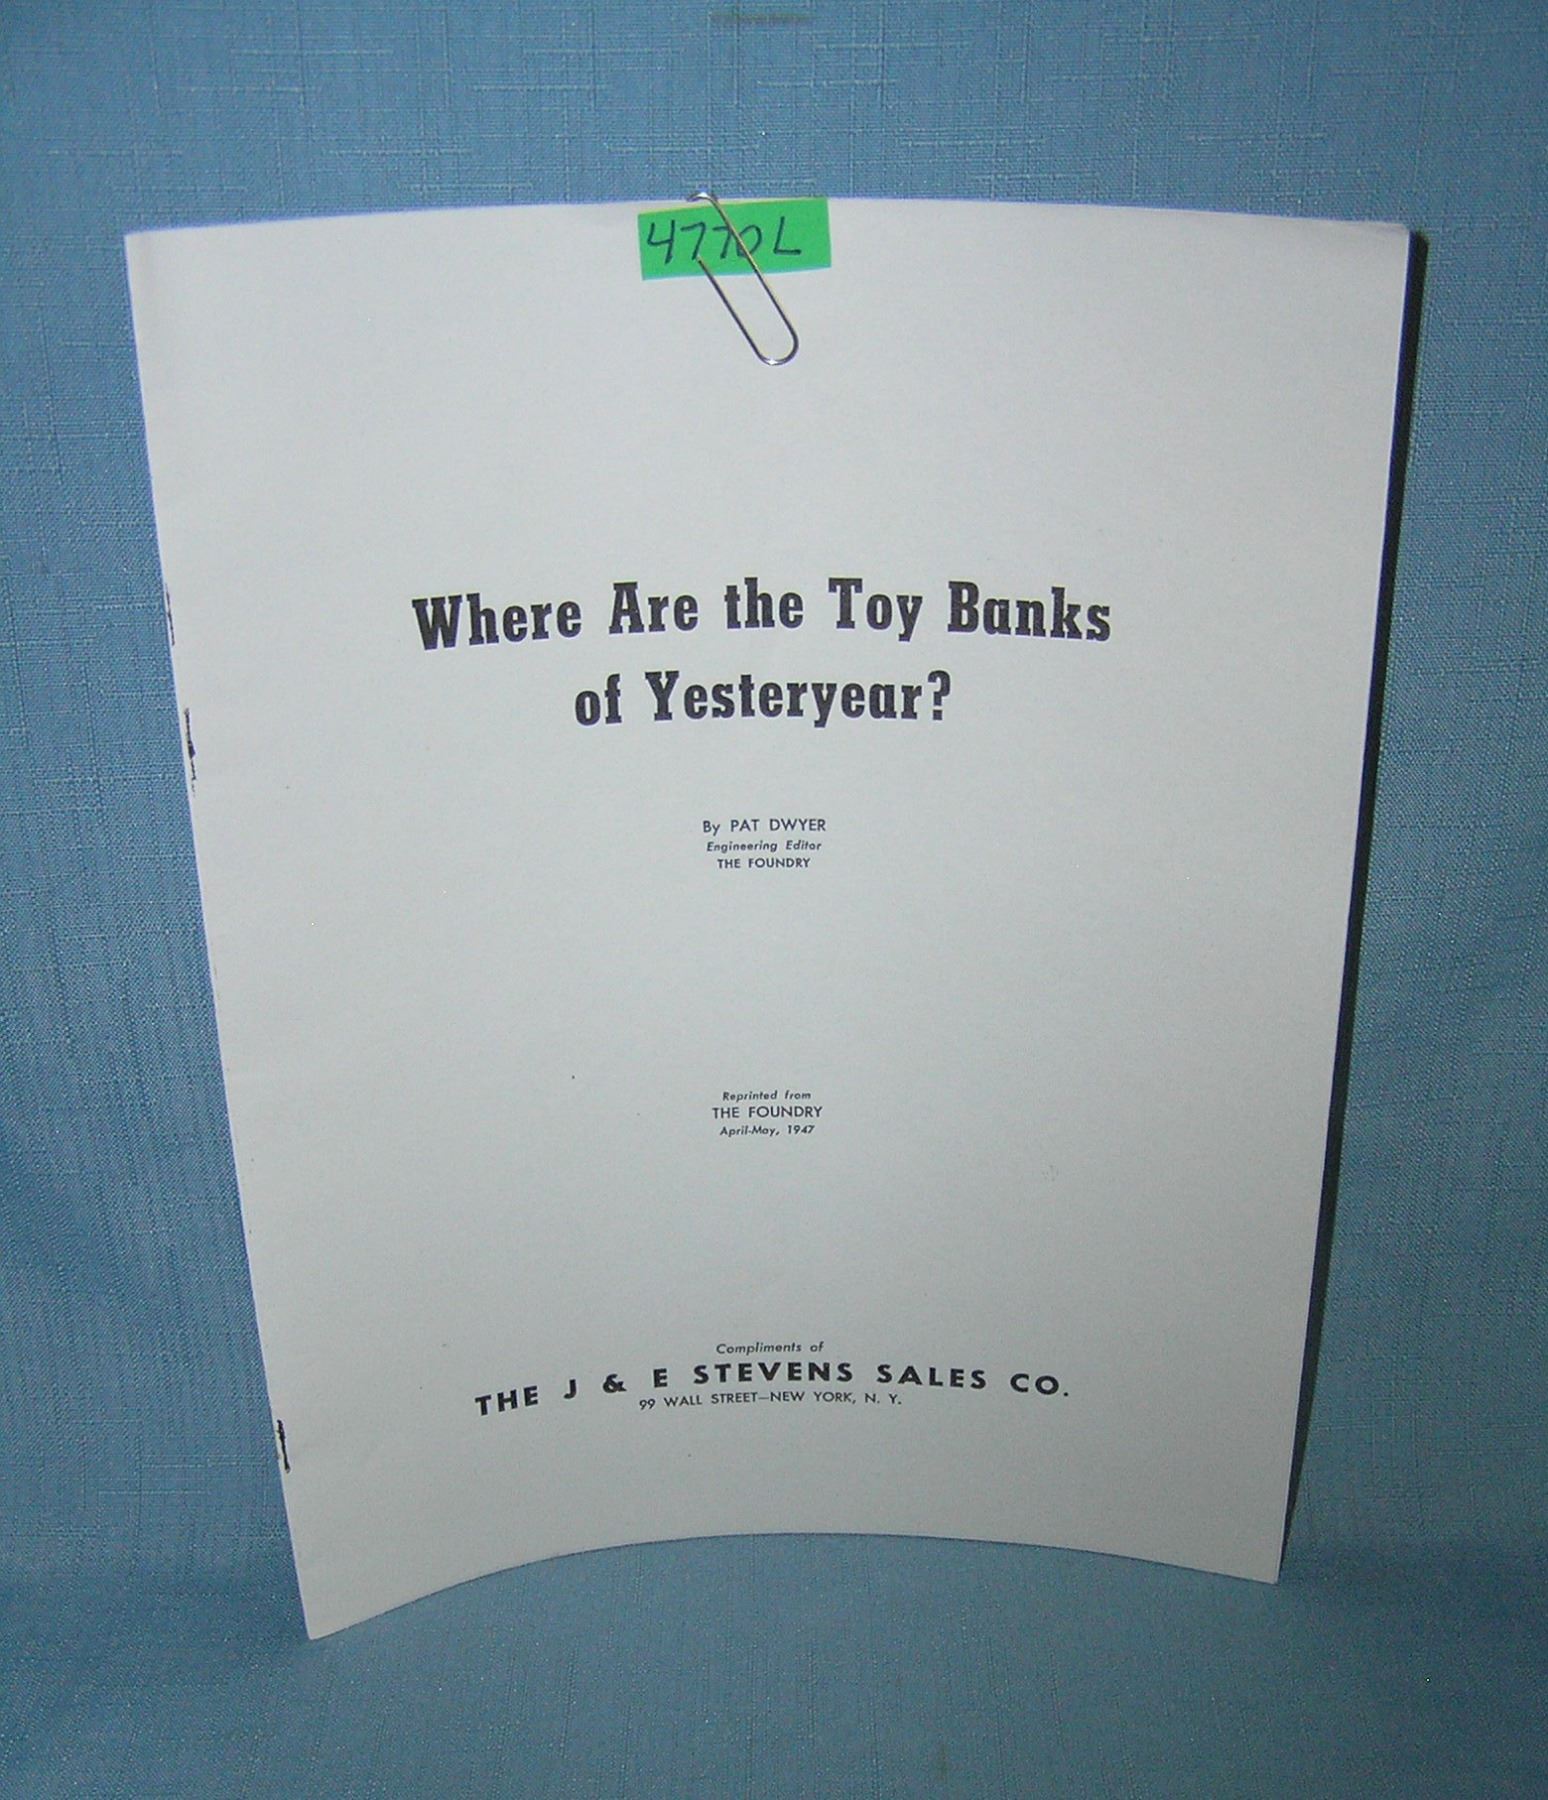 4770L
Where Are the Toy Banks
of Yesteryear?
By PAT DWYER
Engineering Editor
THE FOUNDRY
Reprinted from
THE FOUNDRY
April-May, 1947
Compliments of
THE J & E STEVENS SALES CO.
99 WALL STREET—NEW YORK, N. Y.